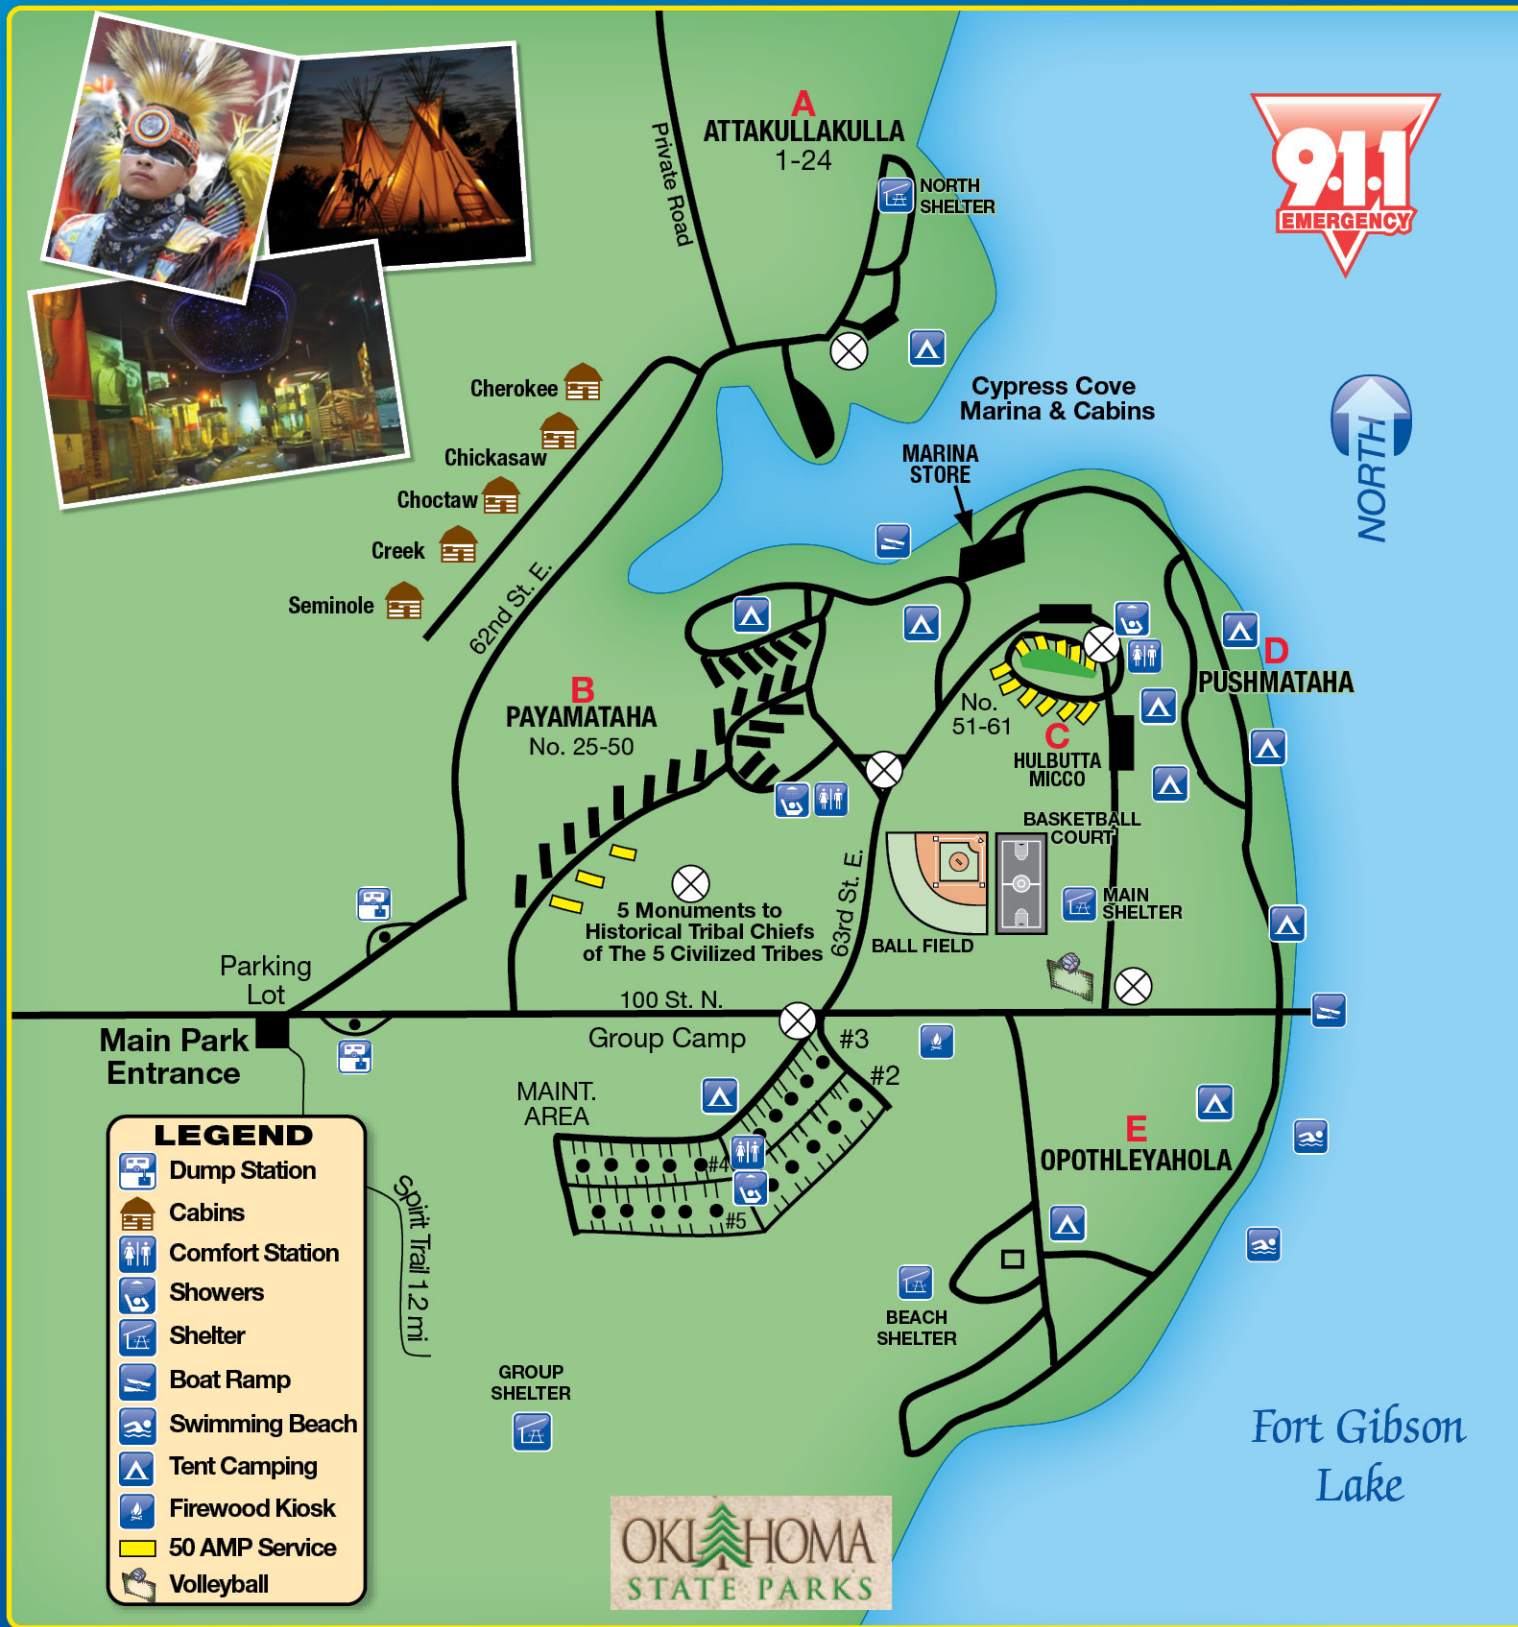 A
ATTAKULLAKULLA
1-24
Private Road
NORTH
SHELTER
9.1.1
EMERGENCY
Cherokee
Chickasaw
Choctaw
Creek
Seminole
62nd St. E.
Cypress Cove
Marina & Cabins
MARINA
STORE
NORTH
B
PAYAMATAHA
No. 25-50
No.
51-61
C
HULBUTTA
MICCO
D
PUSHMATAHA
BASKETBALL
COURT
MAIN
SHELTER
BALL FIELD
63rd St. E.
5 Monuments to
Historical Tribal Chiefs
of The 5 Civilized Tribes
Parking
Lot
100 St. N.
Main Park
Entrance
Group Camp
#3
#2
MAINT.
AREA
#4
#5
E
OPOTHLEYAHOLA
LEGEND
Dump Station
Cabins
Comfort Station
Showers
Shelter
Boat Ramp
Swimming Beach
Tent Camping
Firewood Kiosk
50 AMP Service
Volleyball
Spirit Trail 1.2 mi
BEACH
SHELTER
GROUP
SHELTER
Fort Gibson
Lake
OKLAHOMA
STATE PARKS